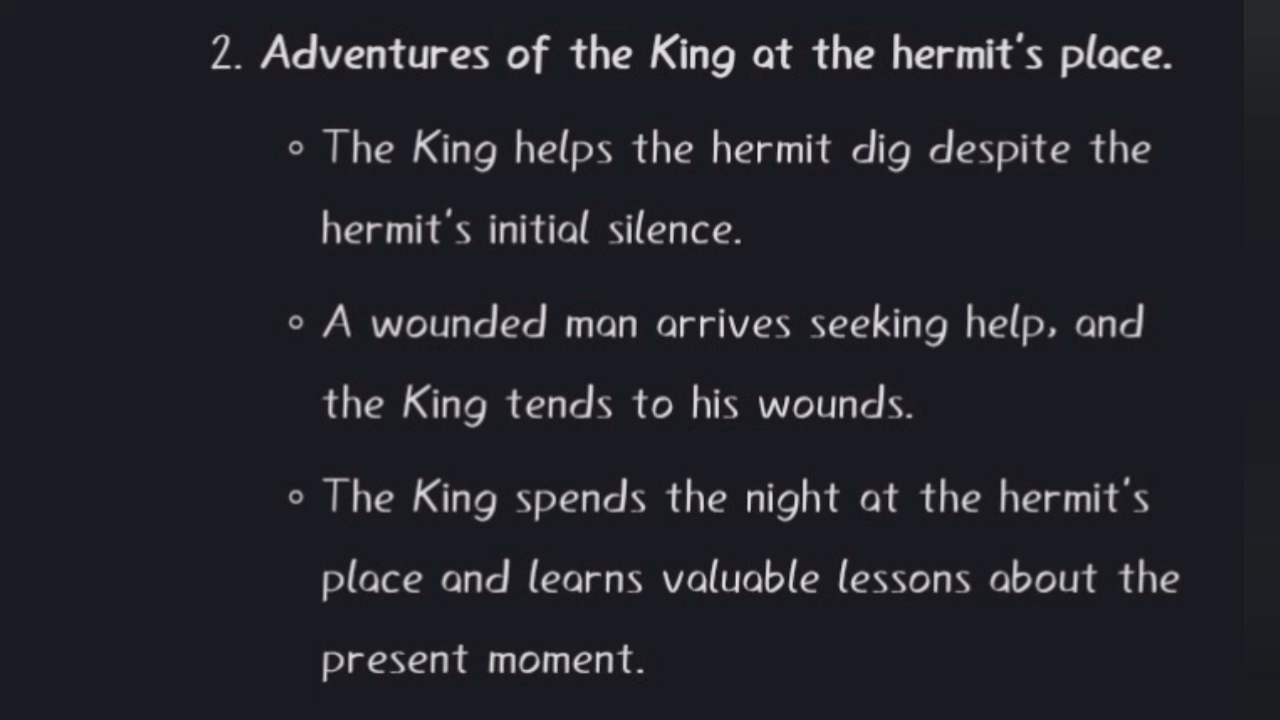 2. Adventures of the King at the hermit's place.
◦ The King helps the hermit dig despite the
hermit's initial silence.
◦ A wounded man arrives seeking help, and
the King tends to his wounds.
◦ The King spends the night at the hermit's
place and learns valuable lessons about the
present moment.